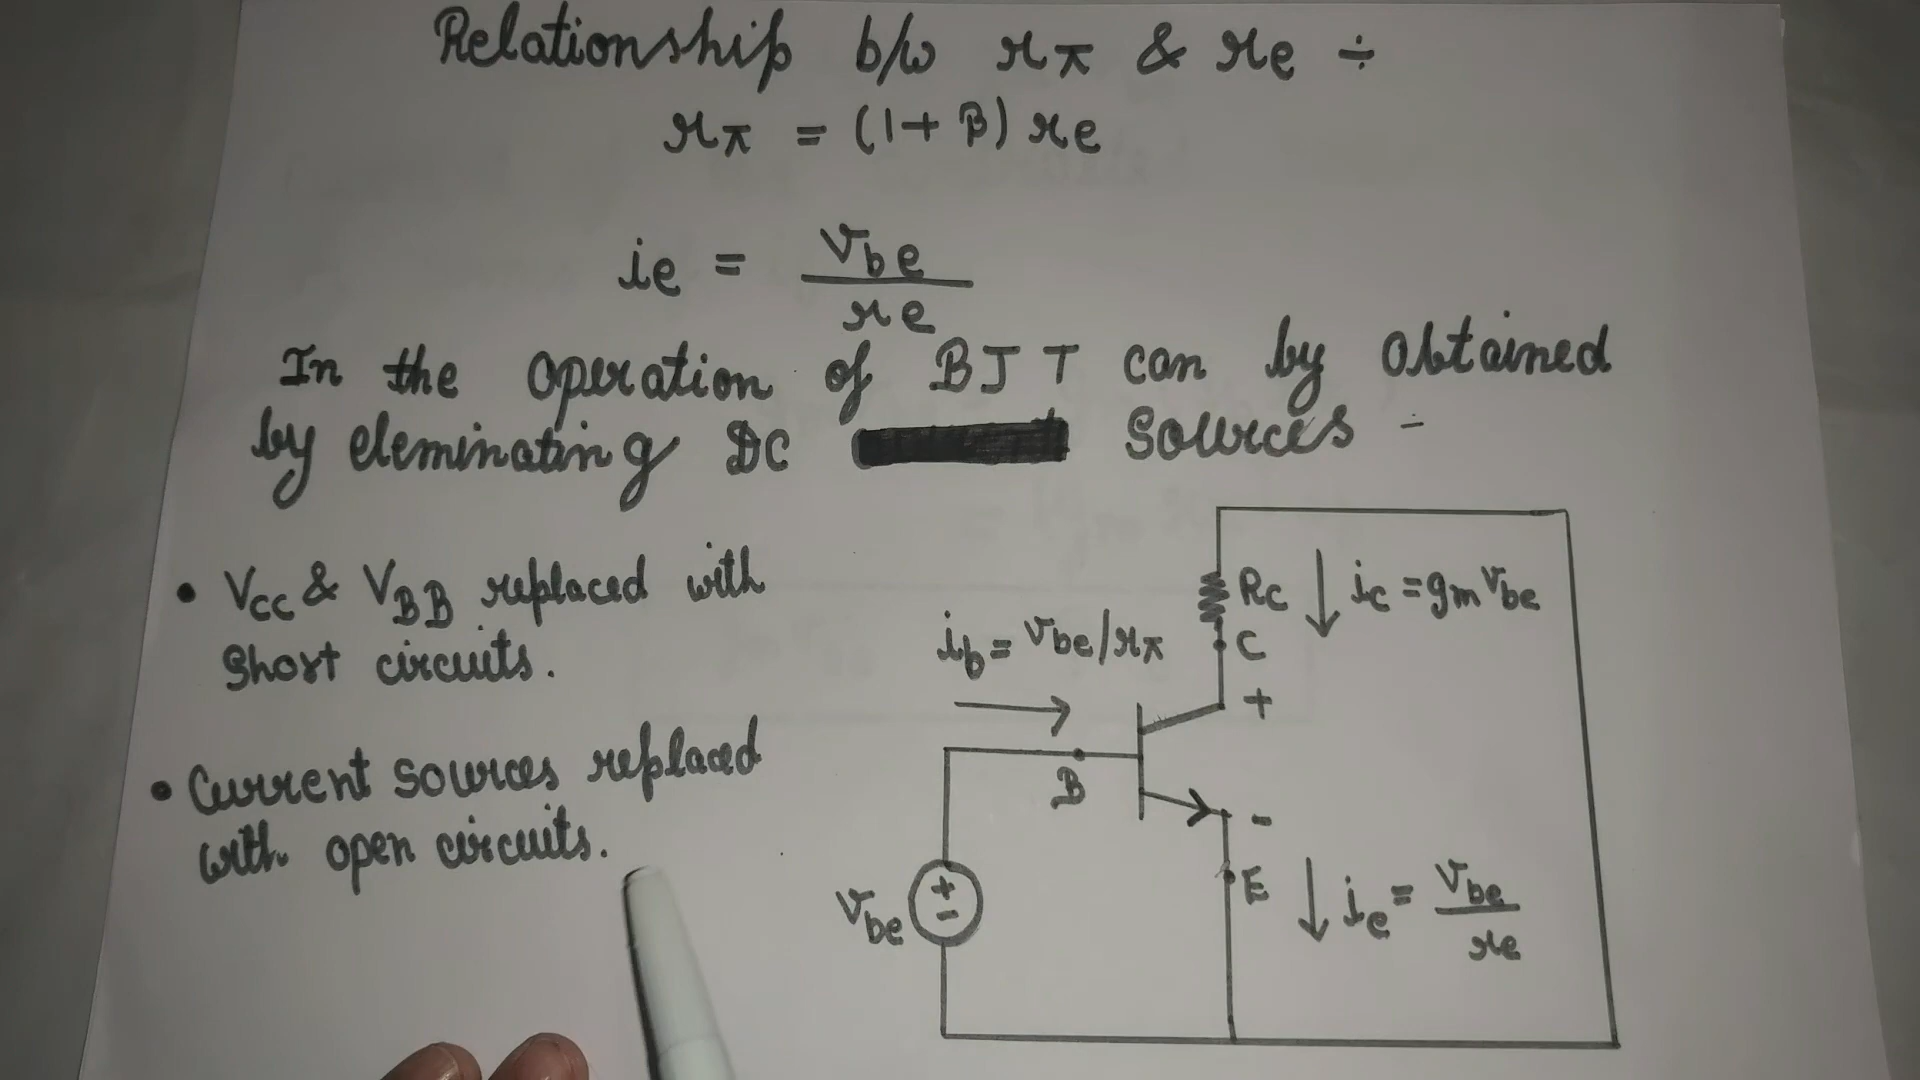 Relationship b/w rπ & re ÷
rπ = (1 + β) re
ie = Vbe / re
In the operation of BJT can by obtained
by eleminating DC sources -
• VCC & VBB replaced with
short circuits.
• Current sources replaced
with open circuits.
RC ↓ ic = gm Vbe
ib = Vbe/rπ
C
+
B
-
Vbe + -
E ↓ ie = Vbe / re